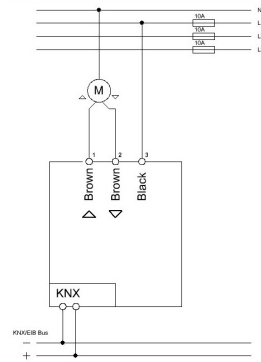 N
10A
L
10A
L
10A
L
M
1
2
3
Brown
Brown
Black
KNX
KNX/EIB Bus
−
+